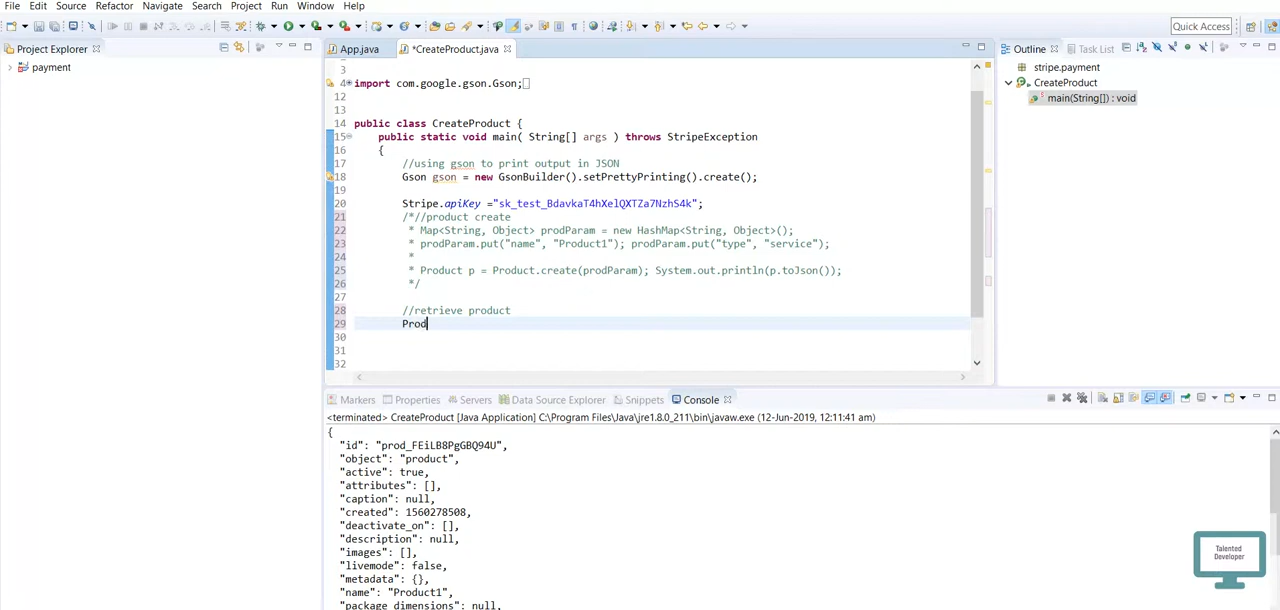 File Edit Source Refactor Navigate Search Project Run Window Help
Quick Access
Project Explorer
payment
App.java *CreateProduct.java
3
4 import com.google.gson.Gson;
12
13
14 public class CreateProduct {
15 public static void main( String[] args ) throws StripeException
16 {
17 //using gson to print output in JSON
18 Gson gson = new GsonBuilder().setPrettyPrinting().create();
19
20 Stripe.apiKey ="sk_test_BdavkaT4hXelQXTZa7NzhS4k";
21 /*//product create
22 * Map<String, Object> prodParam = new HashMap<String, Object>();
23 * prodParam.put("name", "Product1"); prodParam.put("type", "service");
24 *
25 * Product p = Product.create(prodParam); System.out.println(p.toJson());
26 */
27
28 //retrieve product
29 Prod
30
31
32
Outline Task List
stripe.payment
CreateProduct
main(String[]) : void
Markers Properties Servers Data Source Explorer Snippets Console
<terminated> CreateProduct [Java Application] C:\Program Files\Java\jre1.8.0_211\bin\javaw.exe (12-Jun-2019, 12:11:41 am)
{
"id": "prod_FEiLB8PgGBQ94U",
"object": "product",
"active": true,
"attributes": [],
"caption": null,
"created": 1560278508,
"deactivate_on": [],
"description": null,
"images": [],
"livemode": false,
"metadata": {},
"name": "Product1",
"package_dimensions": null,
Talented
Developer